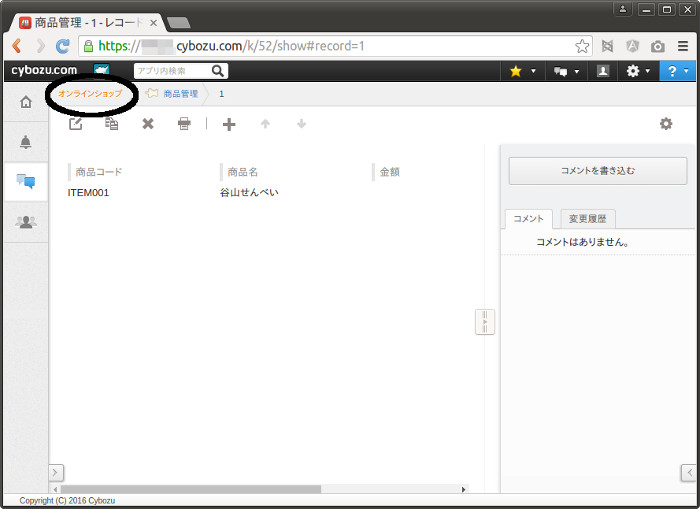 商品管理 - 1 - レコード
https://
.cybozu.com/k/52/show#record=1
cybozu.com
アプリ内検索
?
オンラインショップ
商品管理
1
商品コード
商品名
金額
ITEM001
谷山せんべい
コメントを書き込む
コメント
変更履歴
コメントはありません。
Copyright (C) 2016 Cybozu